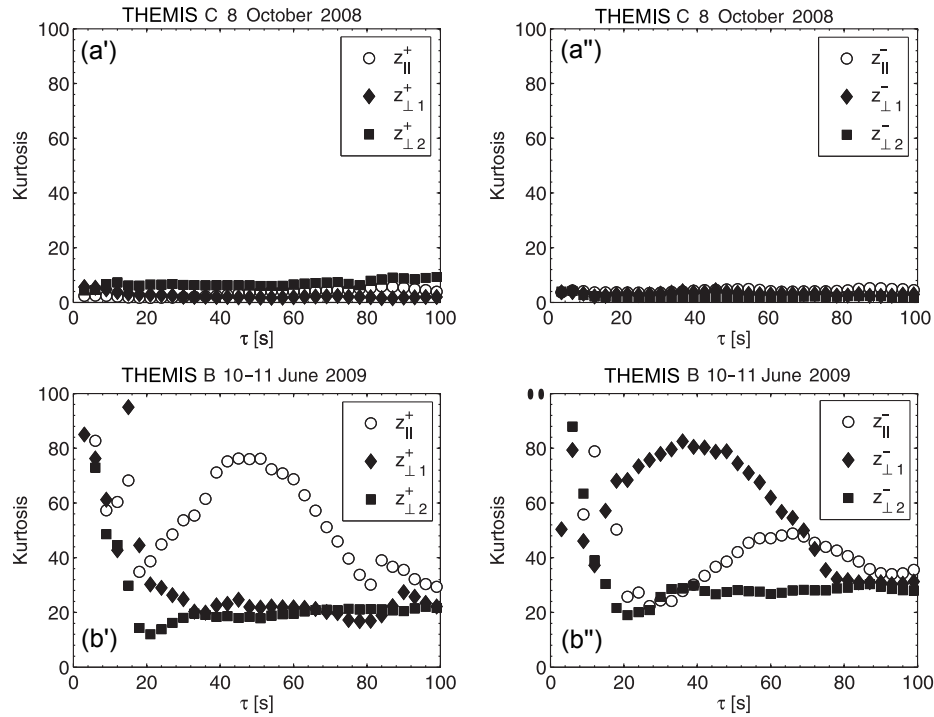 THEMIS C 8 October 2008
(a')
z∥+
z⊥1+
z⊥2+
Kurtosis
100
80
60
40
20
0
0 20 40 60 80 100
τ [s]
THEMIS C 8 October 2008
(a'')
z∥-
z⊥1-
z⊥2-
Kurtosis
100
80
60
40
20
0
0 20 40 60 80 100
τ [s]
THEMIS B 10-11 June 2009
(b')
z∥+
z⊥1+
z⊥2+
Kurtosis
100
80
60
40
20
0
0 20 40 60 80 100
τ [s]
THEMIS B 10-11 June 2009
(b'')
z∥-
z⊥1-
z⊥2-
Kurtosis
80
60
40
20
0
0 20 40 60 80 100
τ [s]